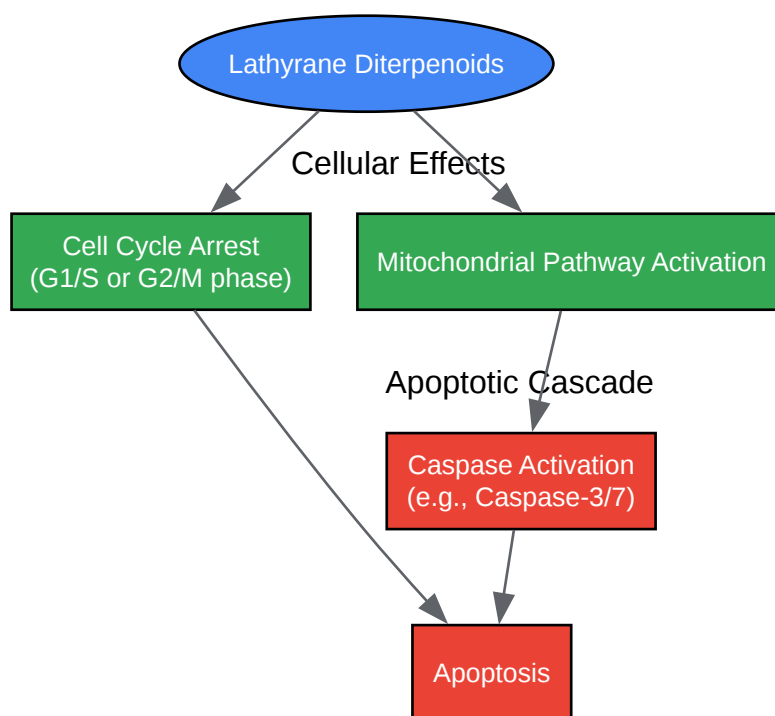 Lathyrane Diterpenoids
Cellular Effects
Cell Cycle Arrest
(G1/S or G2/M phase)
Mitochondrial Pathway Activation
Apoptotic Cascade
Caspase Activation
(e.g., Caspase-3/7)
Apoptosis